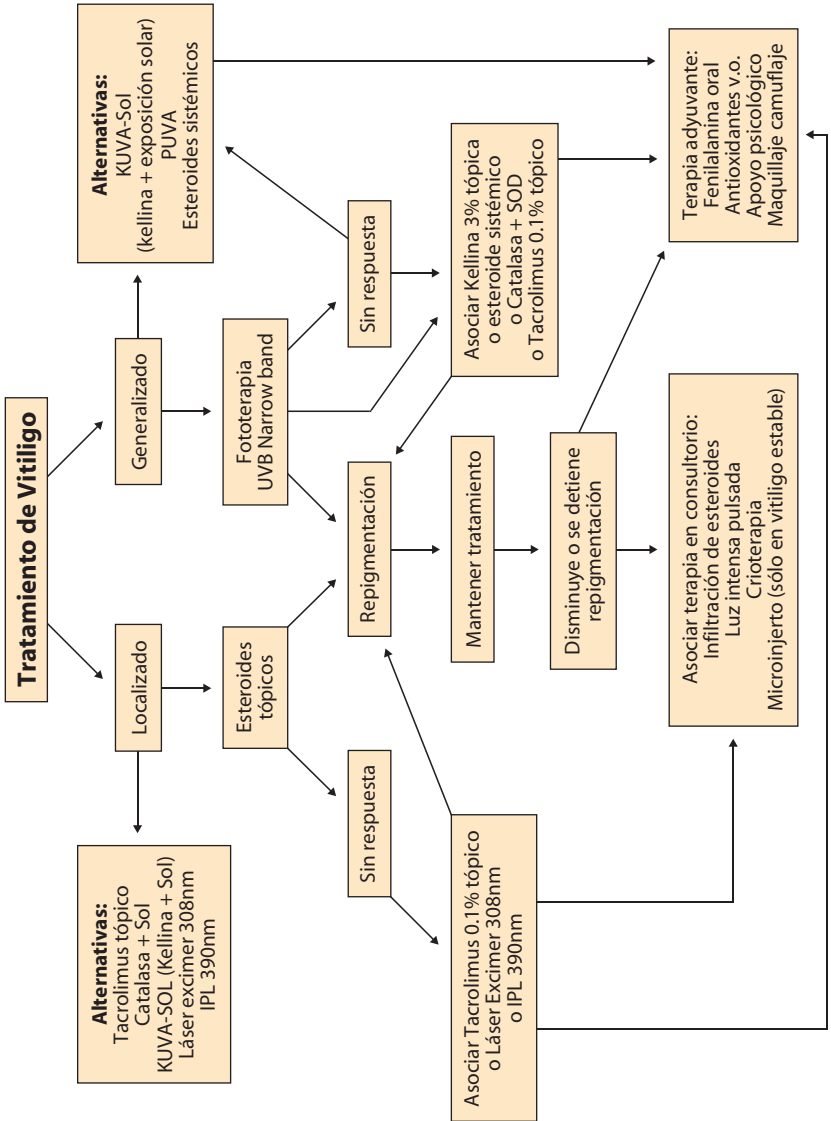 Tratamiento de Vitiligo
Localizado
Generalizado
Alternativas:
Tacrolimus tópico
Catalasa + Sol
KUVA-SOL (Kellina + Sol)
Láser excimer 308nm
IPL 390nm
Alternativas:
KUVA-Sol
(kellina + exposición solar)
PUVA
Esteroides sistémicos
Esteroides
tópicos
Fototerapia
UVB Narrow band
Sin respuesta
Repigmentación
Sin respuesta
Asociar Tacrolimus 0.1% tópico
o Láser Excimer 308nm
o IPL 390nm
Mantener tratamiento
Asociar Kellina 3% tópica
o esteroide sistémico
o Catalasa + SOD
o Tacrolimus 0.1% tópico
Disminuye o se detiene
repigmentación
Asociar terapia en consultorio:
Infiltración de esteroides
Luz intensa pulsada
Crioterapia
Microinjerto (sólo en vitiligo estable)
Terapia adyuvante:
Fenilalanina oral
Antioxidantes v.o.
Apoyo psicológico
Maquillaje camuflaje